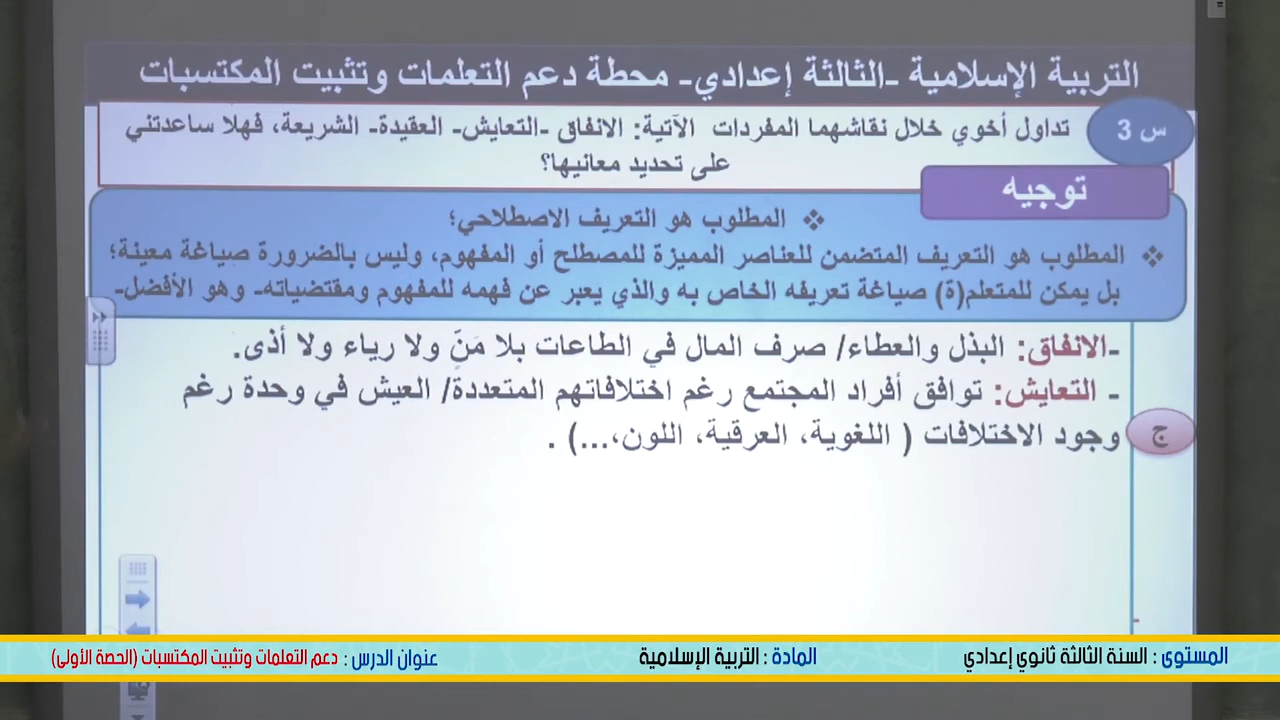 التربية الإسلامية -الثالثة إعدادي- محطة دعم التعلمات وتثبيت المكتسبات
س 3
تداول أخوي خلال نقاشهما المفردات الآتية: الانفاق -التعايش- العقيدة- الشريعة، فهلا ساعدتني
على تحديد معانيها؟
توجيه
❖ المطلوب هو التعريف الاصطلاحي؛
❖ المطلوب هو التعريف المتضمن للعناصر المميزة للمصطلح أو المفهوم، وليس بالضرورة صياغة معينة؛
بل يمكن للمتعلم(ة) صياغة تعريفه الخاص به والذي يعبر عن فهمه للمفهوم ومقتضياته- وهو الأفضل-
-الانفاق: البذل والعطاء/ صرف المال في الطاعات بلا مَنّ ولا رياء ولا أذى.
- التعايش: توافق أفراد المجتمع رغم اختلافاتهم المتعددة/ العيش في وحدة رغم
وجود الاختلافات ( اللغوية، العرقية، اللون،...) .
ج
المستوى : السنة الثالثة ثانوي إعدادي
المادة : التربية الإسلامية
عنوان الدرس : دعم التعلمات وتثبيت المكتسبات (الحصة الأولى)